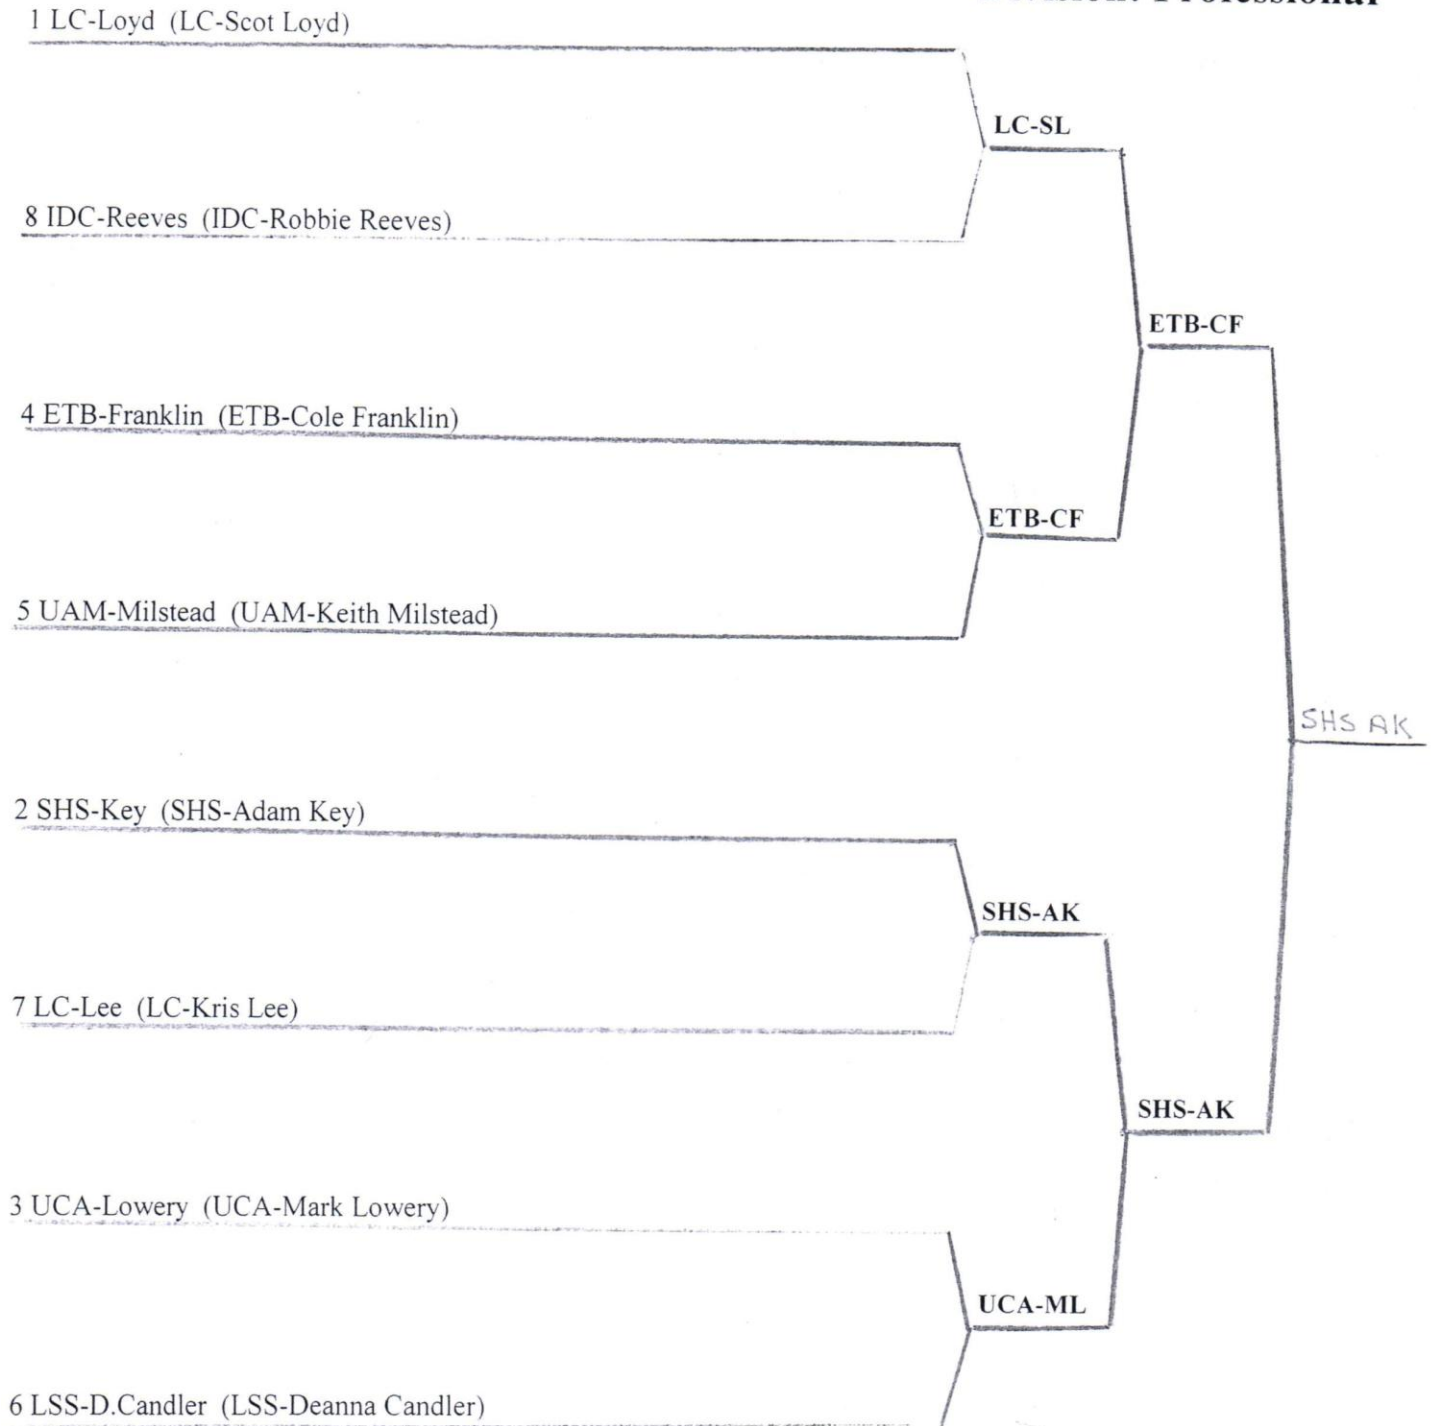 Professional
1 LC-Loyd (LC-Scot Loyd)
LC-SL
8 IDC-Reeves (IDC-Robbie Reeves)
ETB-CF
4 ETB-Franklin (ETB-Cole Franklin)
ETB-CF
5 UAM-Milstead (UAM-Keith Milstead)
SHS AK
2 SHS-Key (SHS-Adam Key)
SHS-AK
7 LC-Lee (LC-Kris Lee)
SHS-AK
3 UCA-Lowery (UCA-Mark Lowery)
UCA-ML
6 LSS-D.Candler (LSS-Deanna Candler)